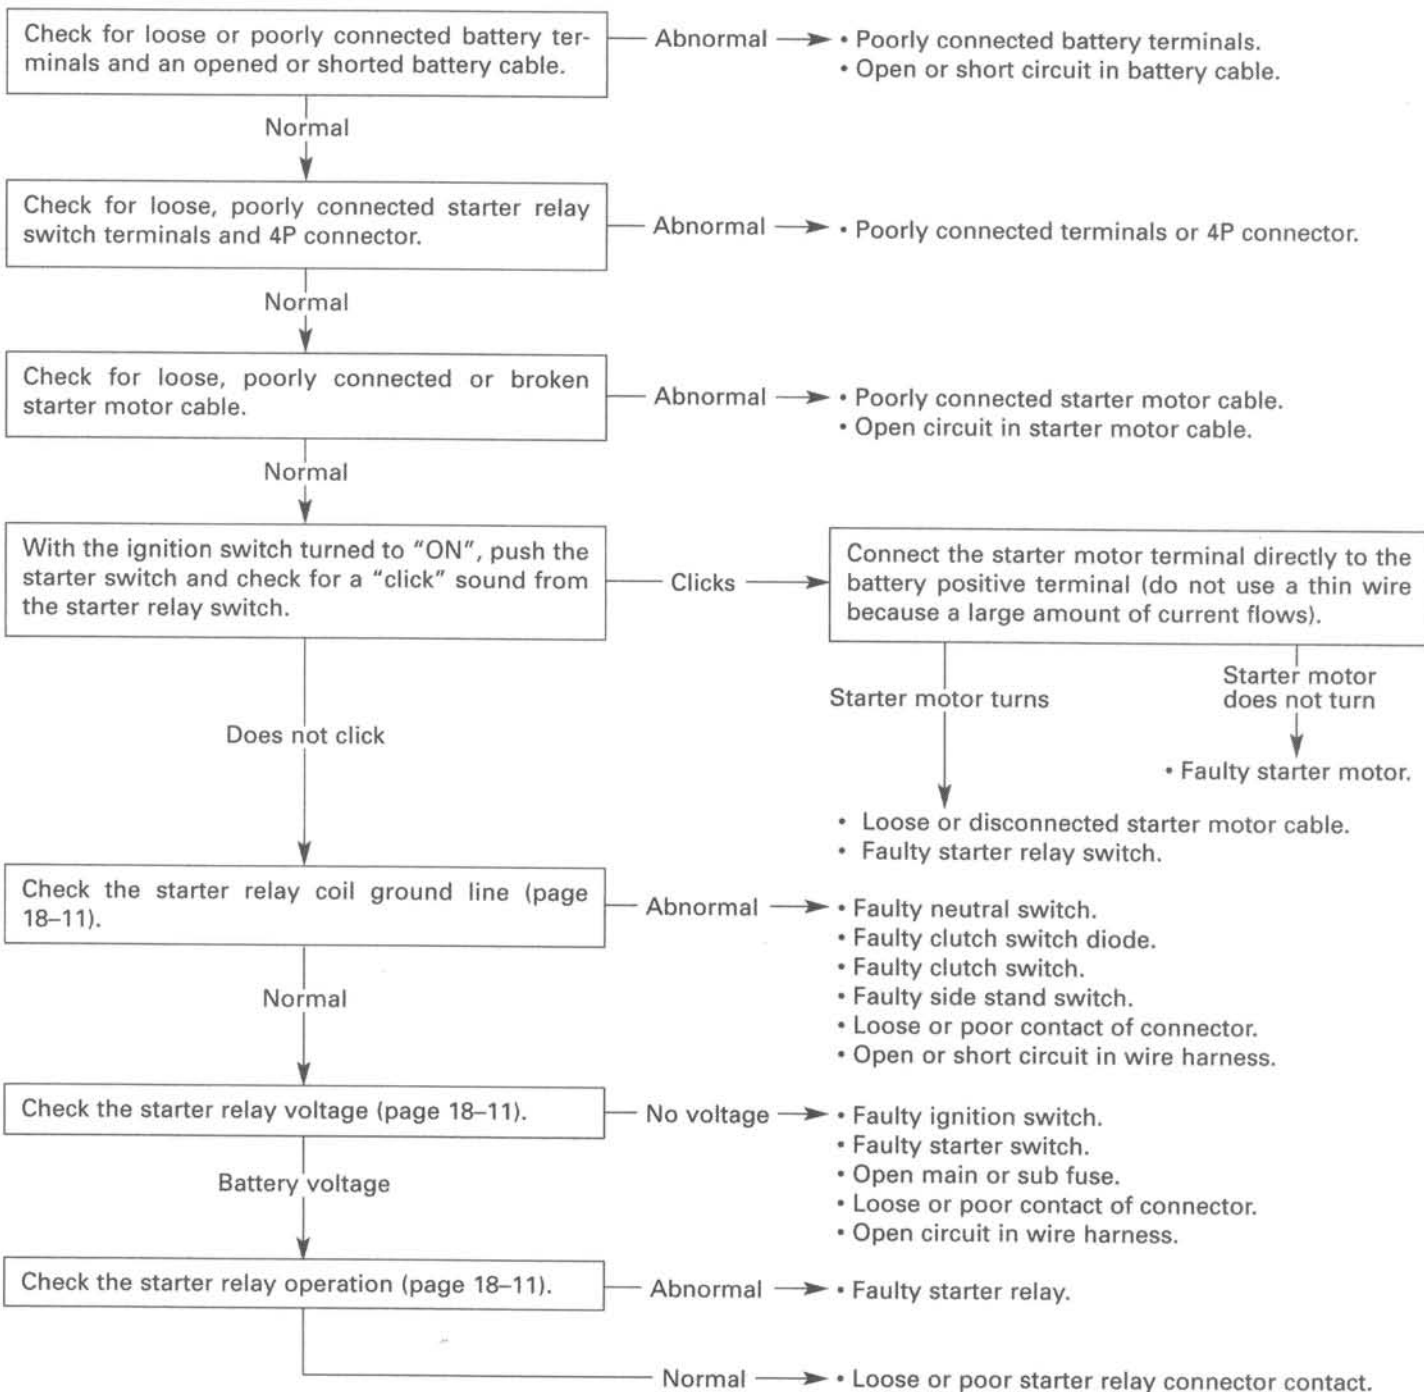 Check for loose or poorly connected battery ter-
minals and an opened or shorted battery cable.
Abnormal
• Poorly connected battery terminals.
• Open or short circuit in battery cable.
Normal
Check for loose, poorly connected starter relay
switch terminals and 4P connector.
Abnormal
• Poorly connected terminals or 4P connector.
Normal
Check for loose, poorly connected or broken
starter motor cable.
Abnormal
• Poorly connected starter motor cable.
• Open circuit in starter motor cable.
Normal
With the ignition switch turned to “ON”, push the
starter switch and check for a “click” sound from
the starter relay switch.
Clicks
Connect the starter motor terminal directly to the
battery positive terminal (do not use a thin wire
because a large amount of current flows).
Starter motor turns
Starter motor
does not turn
• Faulty starter motor.
• Loose or disconnected starter motor cable.
• Faulty starter relay switch.
Does not click
Check the starter relay coil ground line (page
18–11).
Abnormal
• Faulty neutral switch.
• Faulty clutch switch diode.
• Faulty clutch switch.
• Faulty side stand switch.
• Loose or poor contact of connector.
• Open or short circuit in wire harness.
Normal
Check the starter relay voltage (page 18–11).
No voltage
• Faulty ignition switch.
• Faulty starter switch.
• Open main or sub fuse.
• Loose or poor contact of connector.
• Open circuit in wire harness.
Battery voltage
Check the starter relay operation (page 18–11).
Abnormal
• Faulty starter relay.
Normal
• Loose or poor starter relay connector contact.